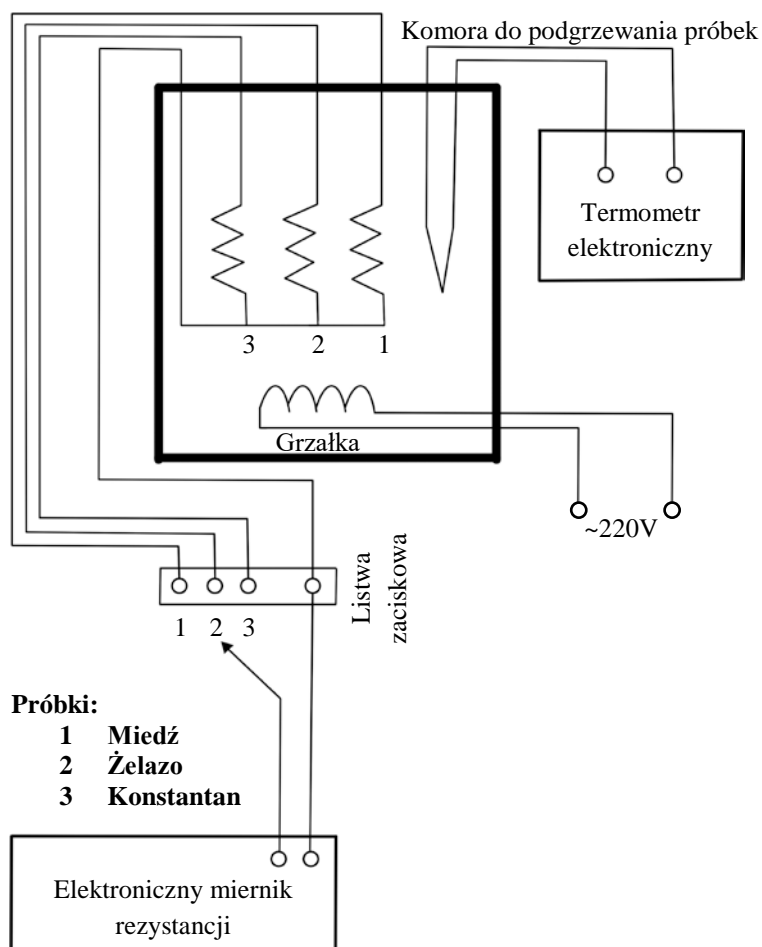 Komora do podgrzewania próbek
Termometr
elektroniczny
3 2 1
Grzałka
~220V
Listwa
zaciskowa
1 2 3
Próbki:
1 Miedź
2 Żelazo
3 Konstantan
Elektroniczny miernik
rezystancji